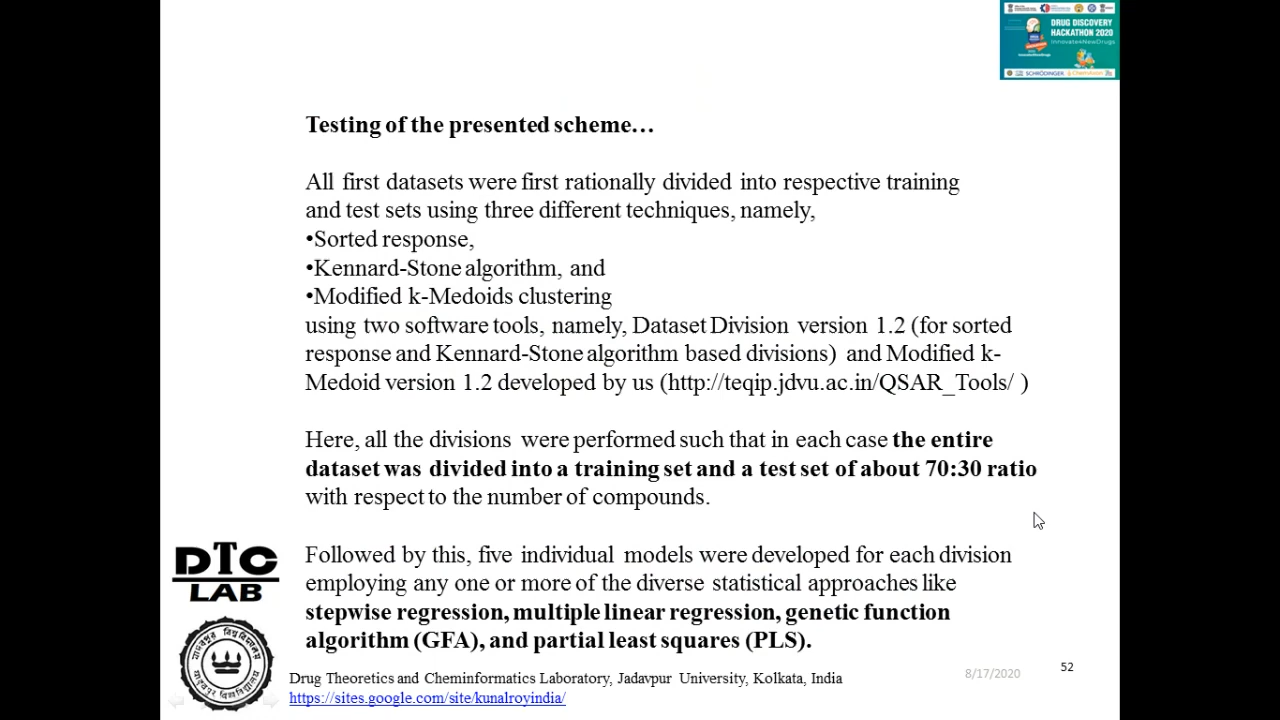 DRUG DISCOVERY
HACKATHON 2020
InnovateNewDrugs
SCHRÖDINGER
Testing of the presented scheme…
All first datasets were first rationally divided into respective training
and test sets using three different techniques, namely,
•Sorted response,
•Kennard-Stone algorithm, and
•Modified k-Medoids clustering
using two software tools, namely, Dataset Division version 1.2 (for sorted
response and Kennard-Stone algorithm based divisions) and Modified k-
Medoid version 1.2 developed by us (http://teqip.jdvu.ac.in/QSAR_Tools/ )
Here, all the divisions were performed such that in each case the entire
dataset was divided into a training set and a test set of about 70:30 ratio
with respect to the number of compounds.
Followed by this, five individual models were developed for each division
employing any one or more of the diverse statistical approaches like
stepwise regression, multiple linear regression, genetic function
algorithm (GFA), and partial least squares (PLS).
DTC
LAB
Drug Theoretics and Cheminformatics Laboratory, Jadavpur University, Kolkata, India
https://sites.google.com/site/kunalroyindia/
8/17/2020
52